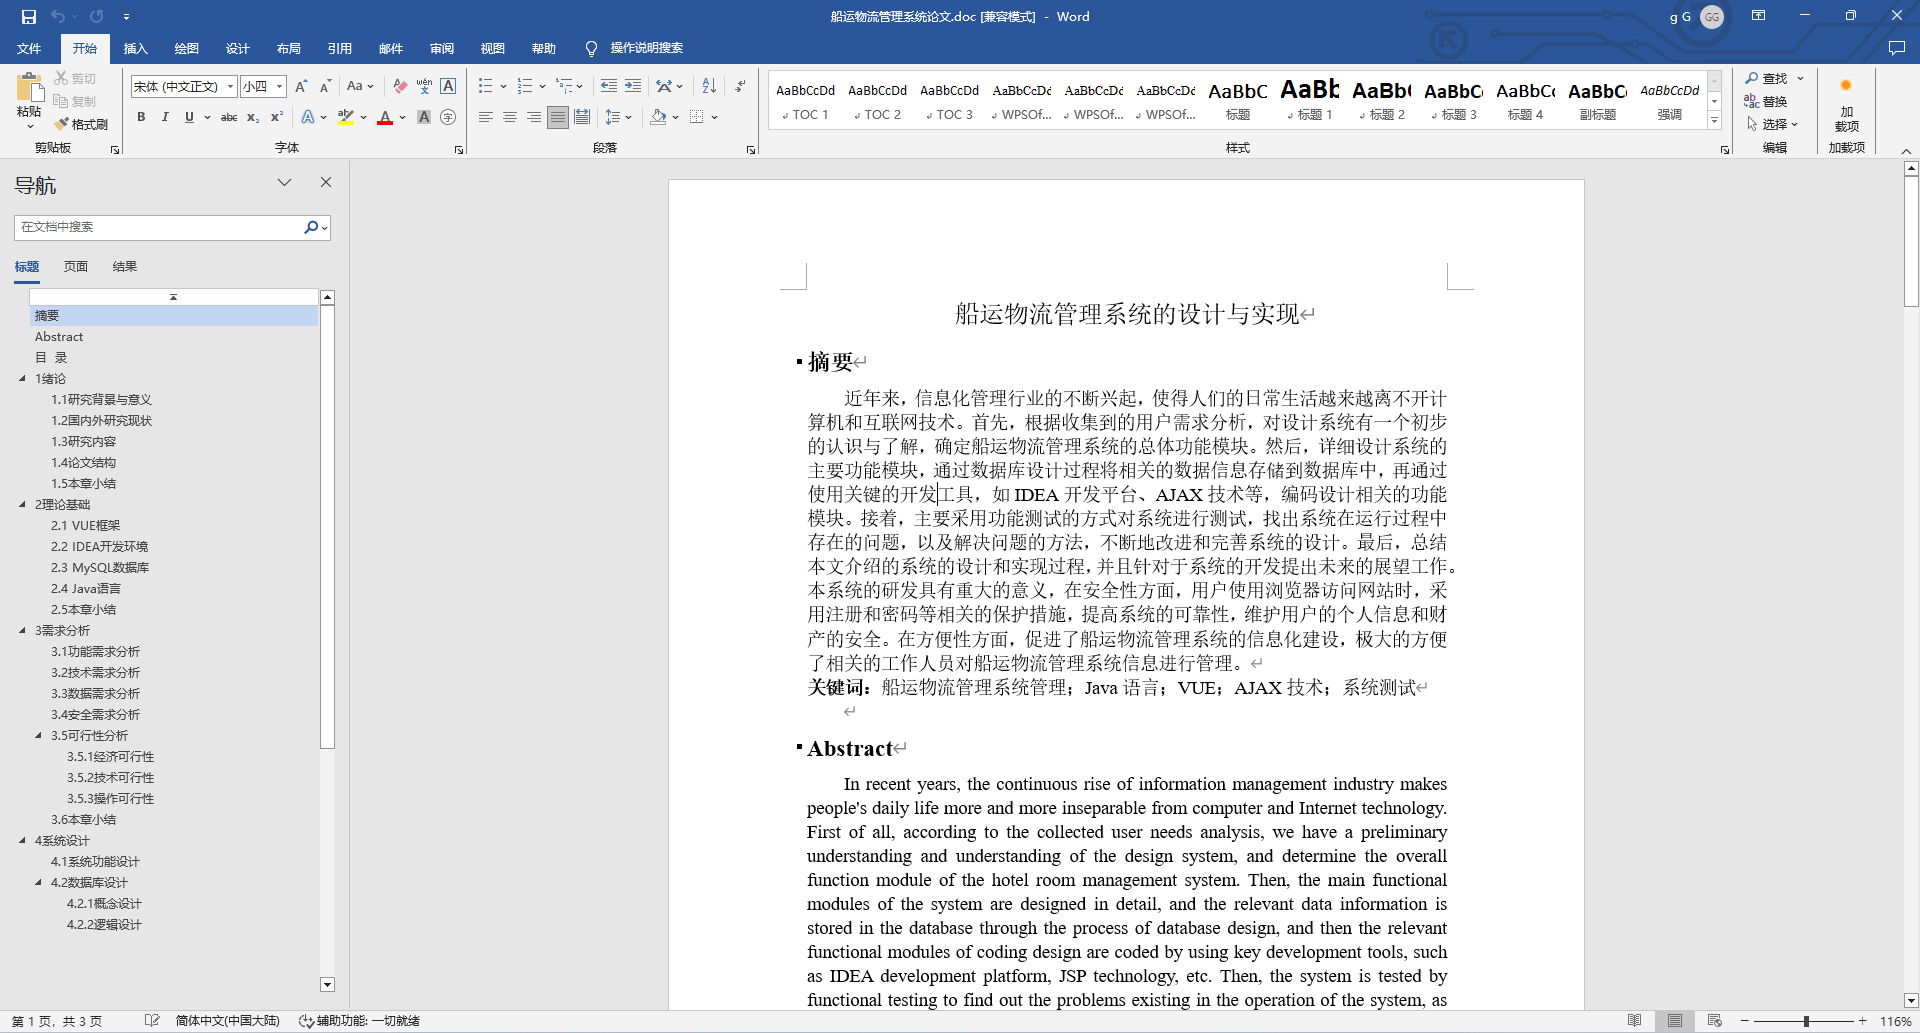 船运物流管理系统论文.doc [兼容模式] - Word
g G
GG
文件 开始 插入 绘图 设计 布局 引用 邮件 审阅 视图 帮助 操作说明搜索
粘贴
剪切
复制
格式刷
剪贴板
宋体 (中文正文) 小四
字体
段落
AaBbCcDd AaBbCcDd AaBbCcDd AaBbCcDd AaBbCcDd AaBbCcDd AaBbC AaBb AaBb( AaBbC AaBbC AaBbC AaBbCcDd
TOC 1 TOC 2 TOC 3 WPSOf... WPSOf... WPSOf... 标题 标题 1 标题 2 标题 3 标题 4 副标题 强调
样式
查找
替换
选择
编辑
加
载项
加载项
导航
在文档中搜索
标题 页面 结果
摘要
Abstract
目 录
1绪论
1.1研究背景与意义
1.2国内外研究现状
1.3研究内容
1.4论文结构
1.5本章小结
2理论基础
2.1 VUE框架
2.2 IDEA开发环境
2.3 MySQL数据库
2.4 Java语言
2.5本章小结
3需求分析
3.1功能需求分析
3.2技术需求分析
3.3数据需求分析
3.4安全需求分析
3.5可行性分析
3.5.1经济可行性
3.5.2技术可行性
3.5.3操作可行性
3.6本章小结
4系统设计
4.1系统功能设计
4.2数据库设计
4.2.1概念设计
4.2.2逻辑设计
船运物流管理系统的设计与实现
摘要
近年来，信息化管理行业的不断兴起，使得人们的日常生活越来越离不开计
算机和互联网技术。首先，根据收集到的用户需求分析，对设计系统有一个初步
的认识与了解，确定船运物流管理系统的总体功能模块。然后，详细设计系统的
主要功能模块，通过数据库设计过程将相关的数据信息存储到数据库中，再通过
使用关键的开发工具，如 IDEA 开发平台、AJAX 技术等，编码设计相关的功能
模块。接着，主要采用功能测试的方式对系统进行测试，找出系统在运行过程中
存在的问题，以及解决问题的方法，不断地改进和完善系统的设计。最后，总结
本文介绍的系统的设计和实现过程，并且针对于系统的开发提出未来的展望工作。
本系统的研发具有重大的意义，在安全性方面，用户使用浏览器访问网站时，采
用注册和密码等相关的保护措施，提高系统的可靠性，维护用户的个人信息和财
产的安全。在方便性方面，促进了船运物流管理系统的信息化建设，极大的方便
了相关的工作人员对船运物流管理系统信息进行管理。
关键词：船运物流管理系统管理；Java 语言；VUE；AJAX 技术；系统测试
Abstract
In recent years, the continuous rise of information management industry makes
people's daily life more and more inseparable from computer and Internet technology.
First of all, according to the collected user needs analysis, we have a preliminary
understanding and understanding of the design system, and determine the overall
function module of the hotel room management system. Then, the main functional
modules of the system are designed in detail, and the relevant data information is
stored in the database through the process of database design, and then the relevant
functional modules of coding design are coded by using key development tools, such
as IDEA development platform, JSP technology, etc. Then, the system is tested by
functional testing to find out the problems existing in the operation of the system, as
第 1 页，共 3 页 简体中文(中国大陆) 辅助功能: 一切就绪 116%